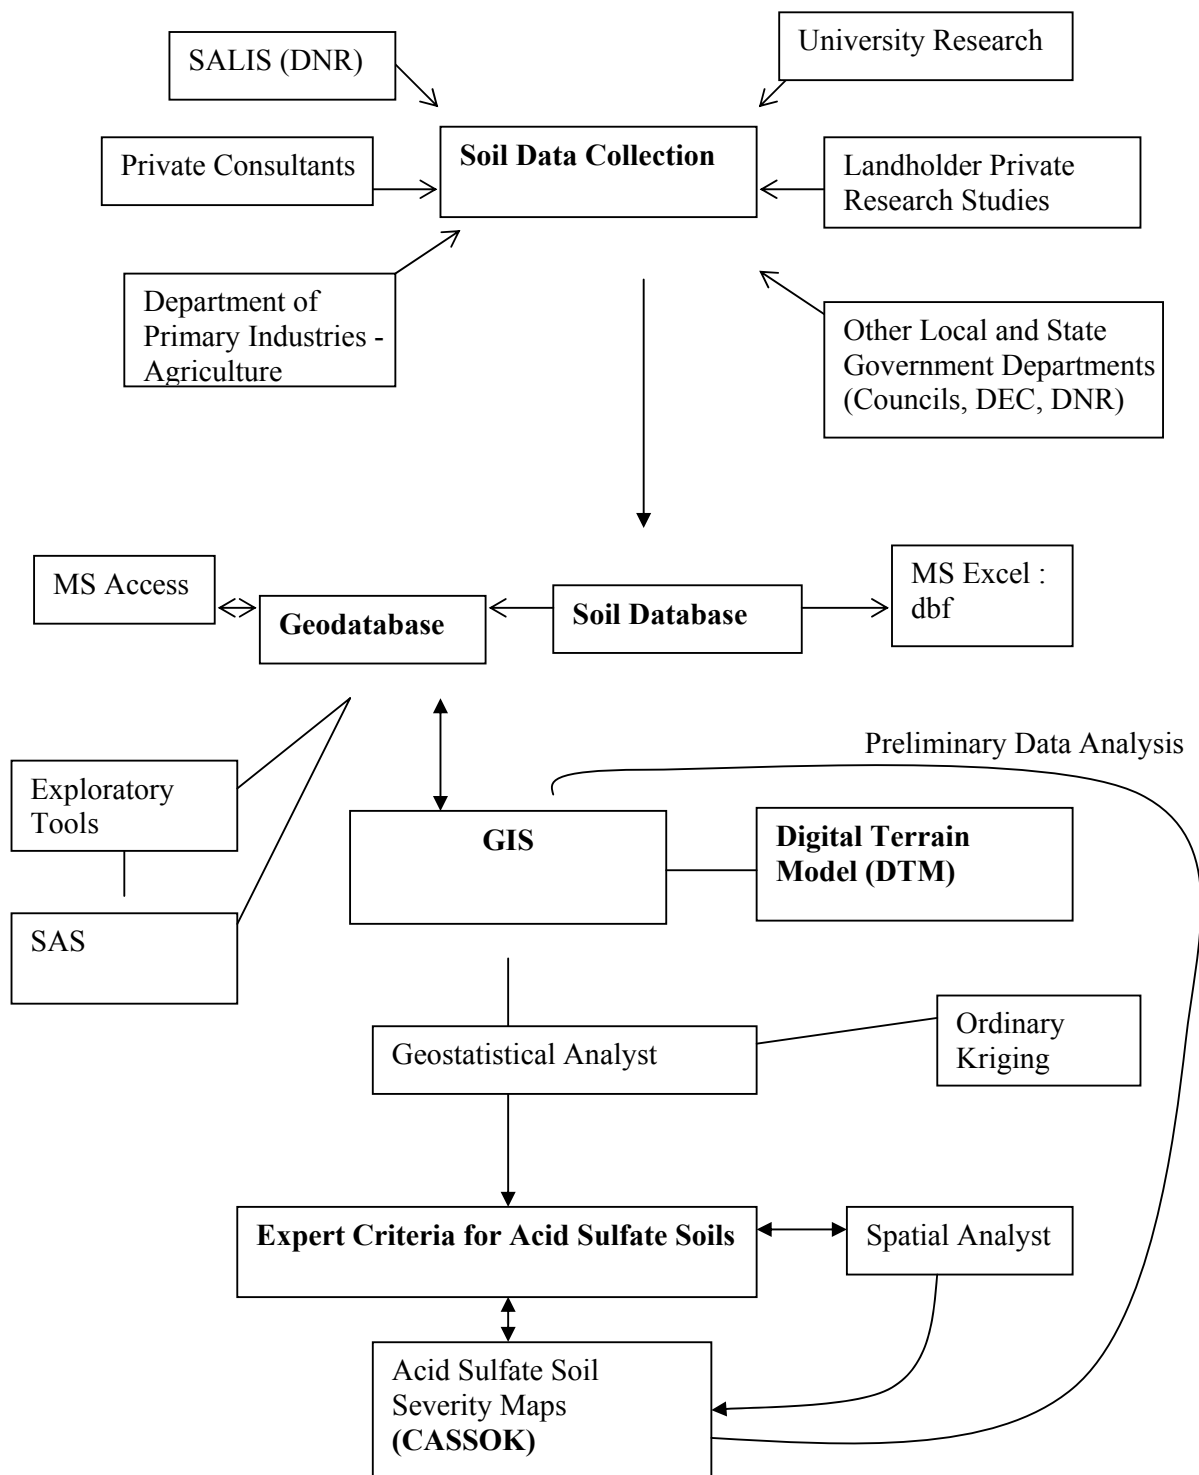 SALIS (DNR)
University Research
Private Consultants
Soil Data Collection
Landholder Private
Research Studies
Department of
Primary Industries -
Agriculture
Other Local and State
Government Departments
(Councils, DEC, DNR)
MS Access
Geodatabase
Soil Database
MS Excel :
dbf
Preliminary Data Analysis
Exploratory
Tools
GIS
Digital Terrain
Model (DTM)
SAS
Geostatistical Analyst
Ordinary
Kriging
Expert Criteria for Acid Sulfate Soils
Spatial Analyst
Acid Sulfate Soil
Severity Maps
(CASSOK)